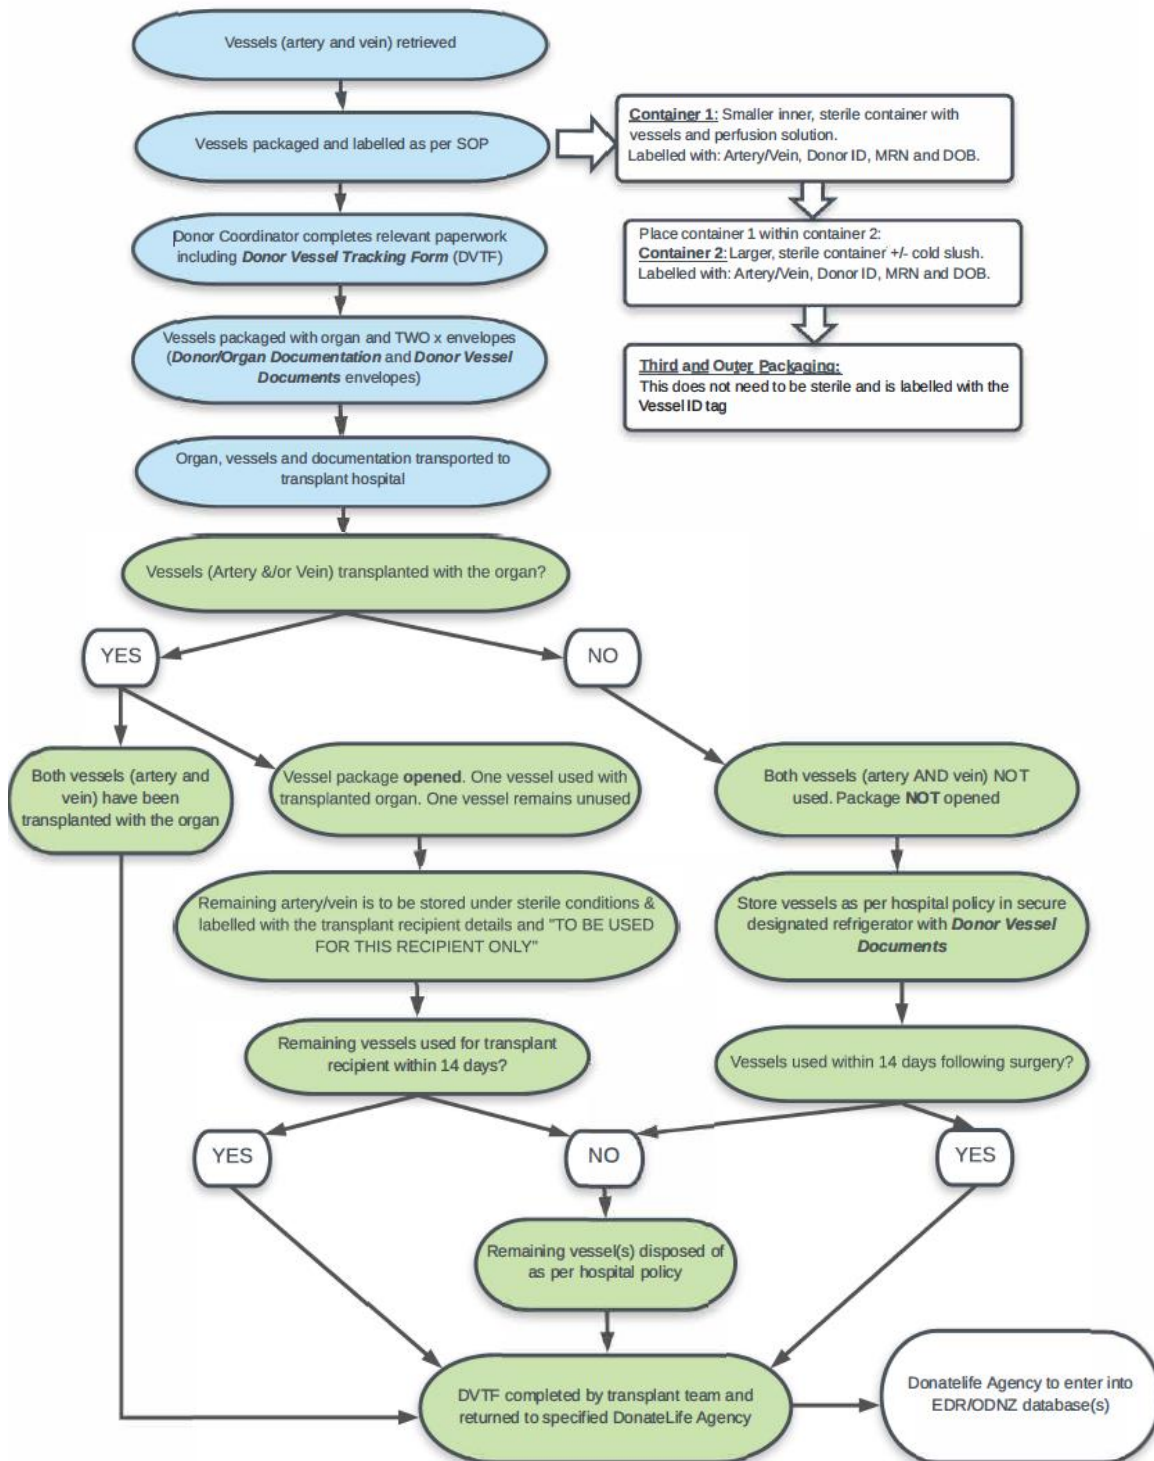 Vessels (artery and vein) retrieved
Vessels packaged and labelled as per SOP
Container 1: Smaller inner, sterile container with
vessels and perfusion solution.
Labelled with: Artery/Vein, Donor ID, MRN and DOB.
Place container 1 within container 2:
Container 2: Larger, sterile container +/- cold slush.
Labelled with: Artery/Vein, Donor ID, MRN and DOB.
Third and Outer Packaging:
This does not need to be sterile and is labelled with the
Vessel ID tag
Donor Coordinator completes relevant paperwork
including Donor Vessel Tracking Form (DVTF)
Vessels packaged with organ and TWO x envelopes
(Donor/Organ Documentation and Donor Vessel
Documents envelopes)
Organ, vessels and documentation transported to
transplant hospital
Vessels (Artery &/or Vein) transplanted with the organ?
YES
NO
Both vessels (artery and
vein) have been
transplanted with the organ
Vessel package opened. One vessel used with
transplanted organ. One vessel remains unused
Both vessels (artery AND vein) NOT
used. Package NOT opened
Remaining artery/vein is to be stored under sterile conditions &
labelled with the transplant recipient details and "TO BE USED
FOR THIS RECIPIENT ONLY"
Store vessels as per hospital policy in secure
designated refrigerator with Donor Vessel
Documents
Remaining vessels used for transplant
recipient within 14 days?
Vessels used within 14 days following surgery?
YES
NO
YES
Remaining vessel(s) disposed of
as per hospital policy
DVTF completed by transplant team and
returned to specified DonateLife Agency
Donatelife Agency to enter into
EDR/ODNZ database(s)